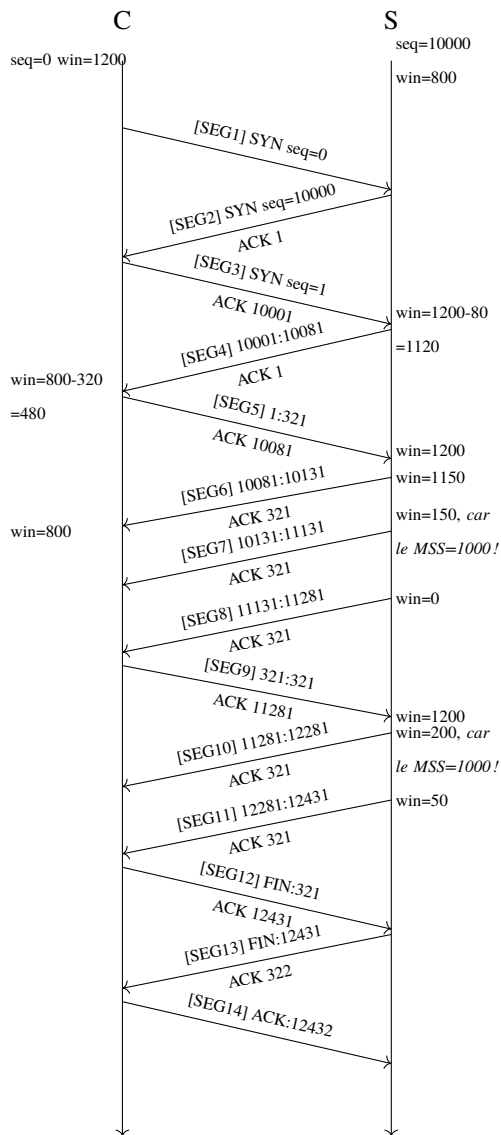 C
S
seq=10000
seq=0 win=1200
win=800
[SEG1] SYN seq=0
[SEG2] SYN seq=10000
ACK 1
[SEG3] SYN seq=1
ACK 10001
win=1200-80
=1120
[SEG4] 10001:10081
ACK 1
win=800-320
=480
[SEG5] 1:321
ACK 10081
win=1200
win=1150
[SEG6] 10081:10131
ACK 321
win=800
win=150, car
le MSS=1000!
[SEG7] 10131:11131
ACK 321
win=0
[SEG8] 11131:11281
ACK 321
[SEG9] 321:321
ACK 11281
win=1200
win=200, car
le MSS=1000!
[SEG10] 11281:12281
ACK 321
win=50
[SEG11] 12281:12431
ACK 321
[SEG12] FIN:321
ACK 12431
[SEG13] FIN:12431
ACK 322
[SEG14] ACK:12432